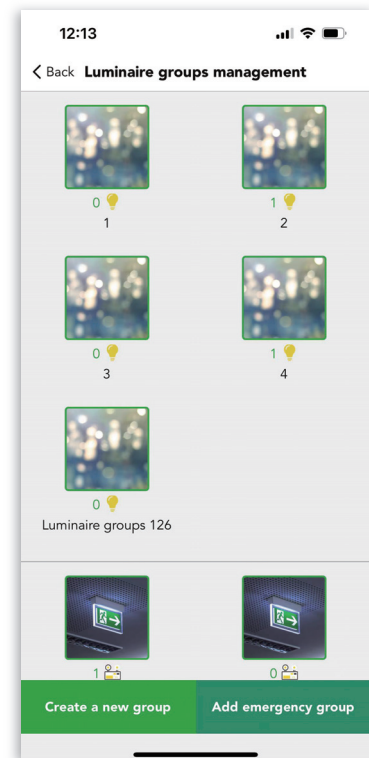 12:13
Back Luminaire groups management
0 1
1 2
0 1
3 4
0
Luminaire groups 126
1 0
Create a new group Add emergency group